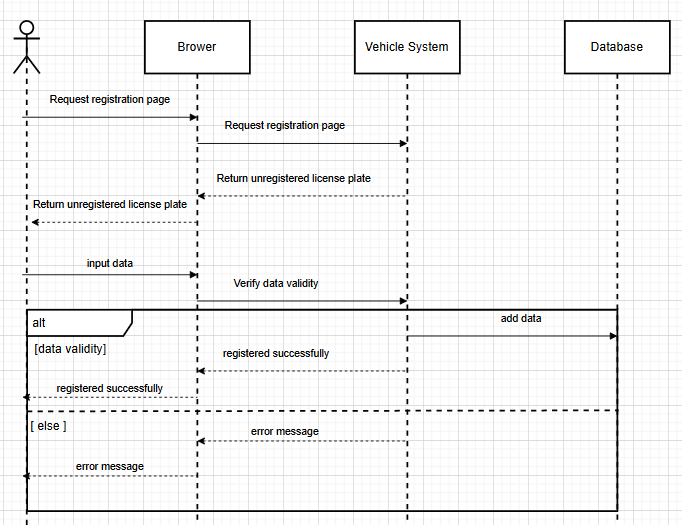 Brower
Vehicle System
Database
Request registration page
Request registration page
Return unregistered license plate
Return unregistered license plate
input data
Verify data validity
alt
add data
[data validity]
registered successfully
registered successfully
[ else ]
error message
error message